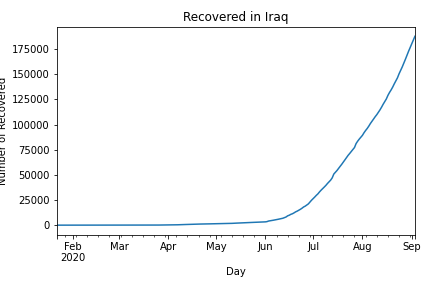 Recovered in Iraq
Number of Recovered
175000
150000
125000
100000
75000
50000
25000
0
Feb Mar Apr May Jun Jul Aug Sep
2020
Day